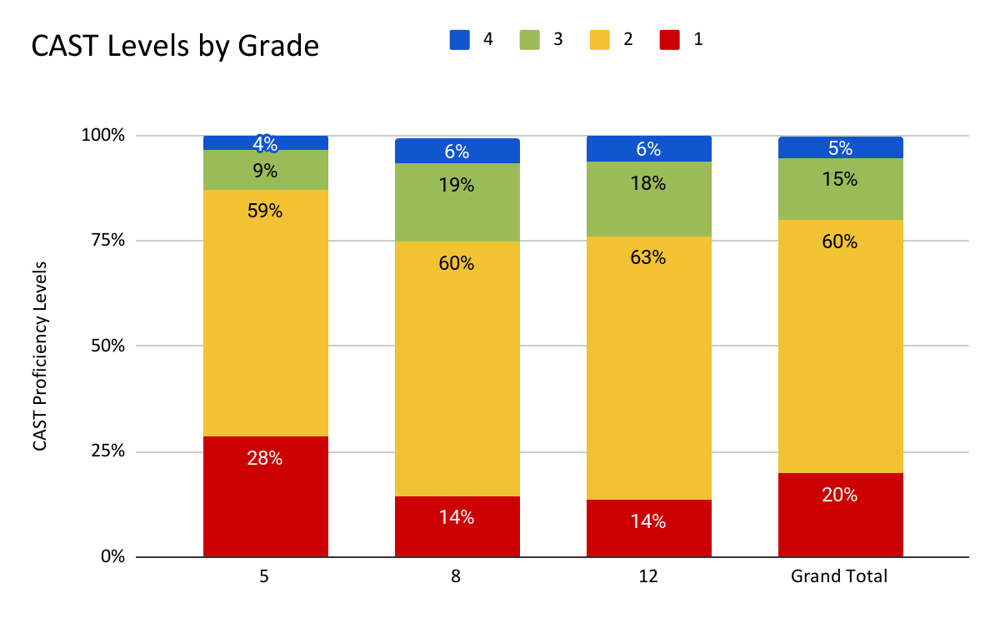 CAST Levels by Grade
4 3 2 1
CAST Proficiency Levels
100%
75%
50%
25%
0%
4% 6% 6% 5%
9% 19% 18% 15%
59% 60% 63% 60%
28% 14% 14% 20%
5 8 12 Grand Total